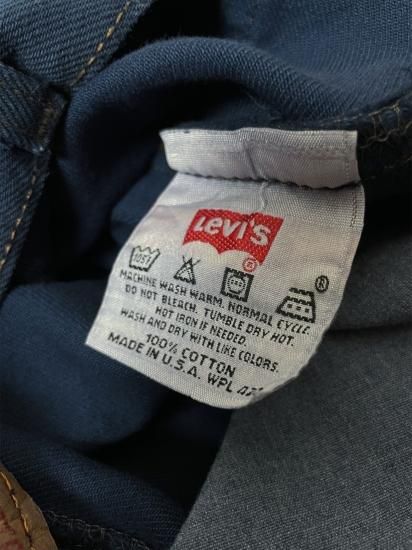 Levi's
®
105F
®
MACHINE WASH WARM. NORMAL CYCLE.
DO NOT BLEACH. TUMBLE DRY HOT.
HOT IRON IF NEEDED.
WASH AND DRY WITH LIKE COLORS.
100% COTTON
MADE IN U.S.A. WPL